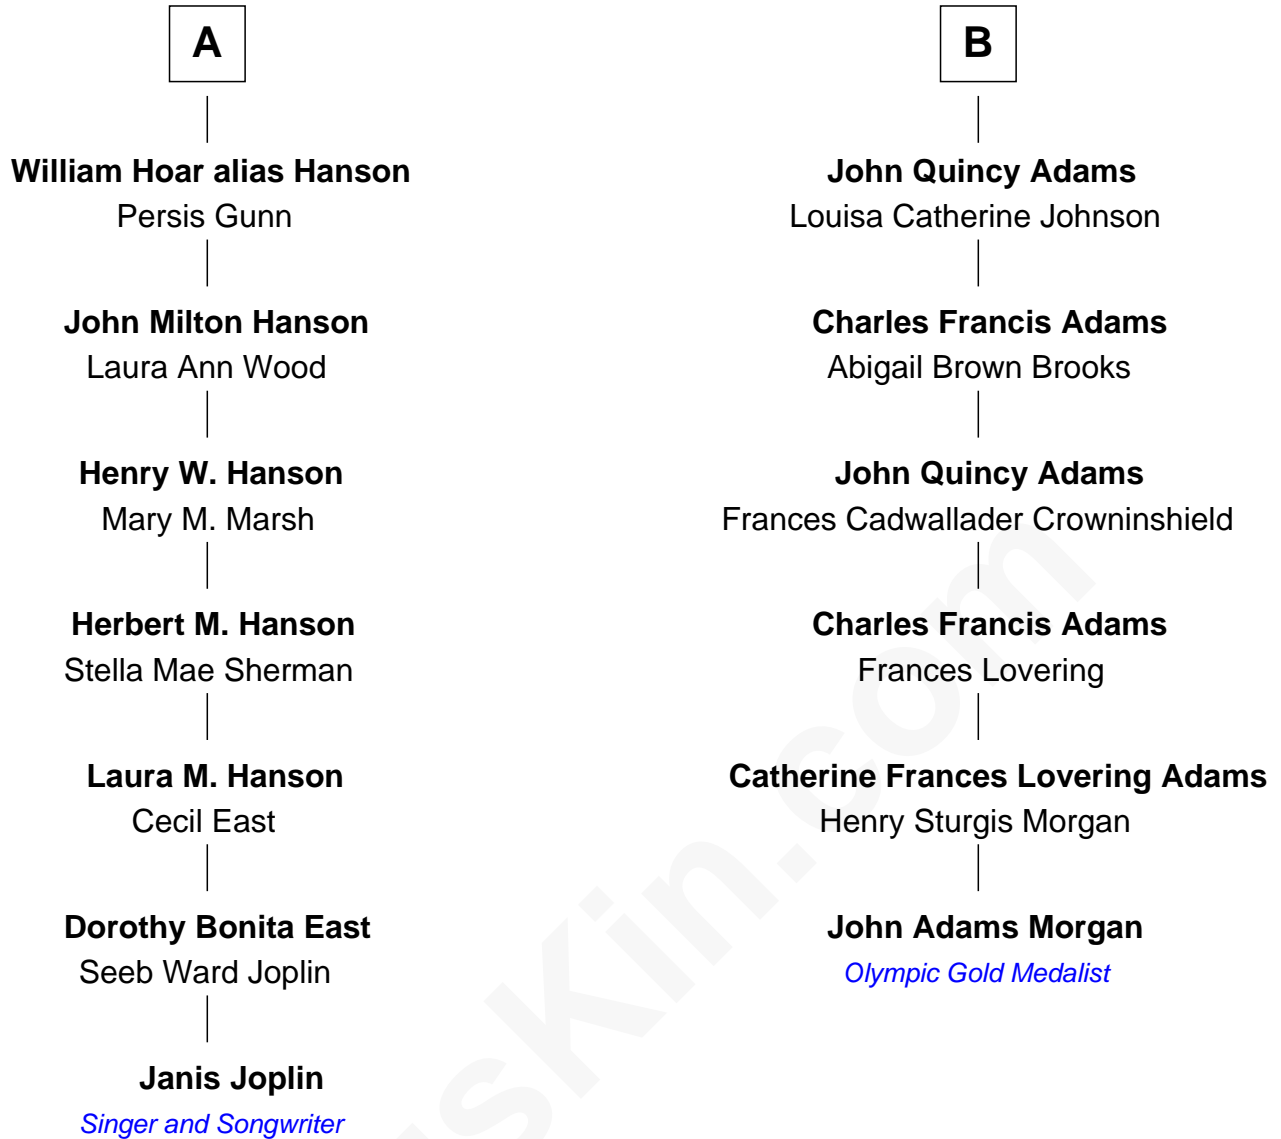 A
William Hoar alias Hanson
Persis Gunn
John Milton Hanson
Laura Ann Wood
Henry W. Hanson
Mary M. Marsh
Herbert M. Hanson
Stella Mae Sherman
Laura M. Hanson
Cecil East
Dorothy Bonita East
Seeb Ward Joplin
Janis Joplin
Singer and Songwriter
B
John Quincy Adams
Louisa Catherine Johnson
Charles Francis Adams
Abigail Brown Brooks
John Quincy Adams
Frances Cadwallader Crowninshield
Charles Francis Adams
Frances Lovering
Catherine Frances Lovering Adams
Henry Sturgis Morgan
John Adams Morgan
Olympic Gold Medalist